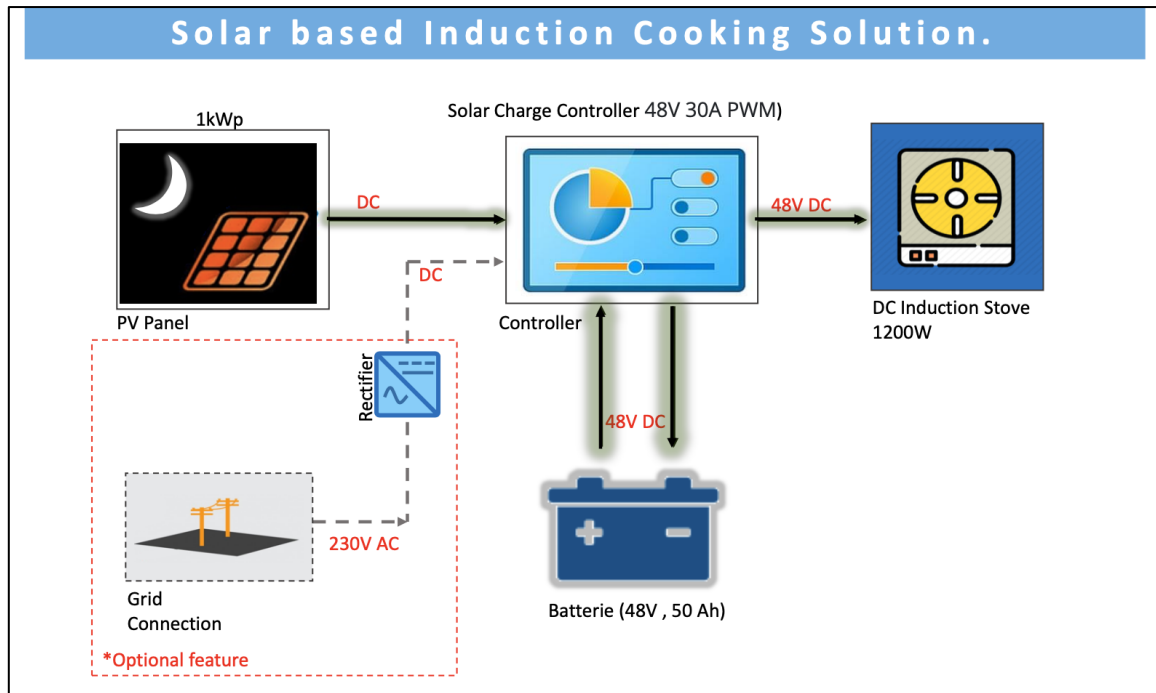 Solar based Induction Cooking Solution.
1kWp
Solar Charge Controller 48V 30A PWM)
DC
48V DC
DC
PV Panel
Controller
DC Induction Stove
1200W
Rectifier
48V DC
230V AC
Grid
Connection
Batterie (48V , 50 Ah)
*Optional feature